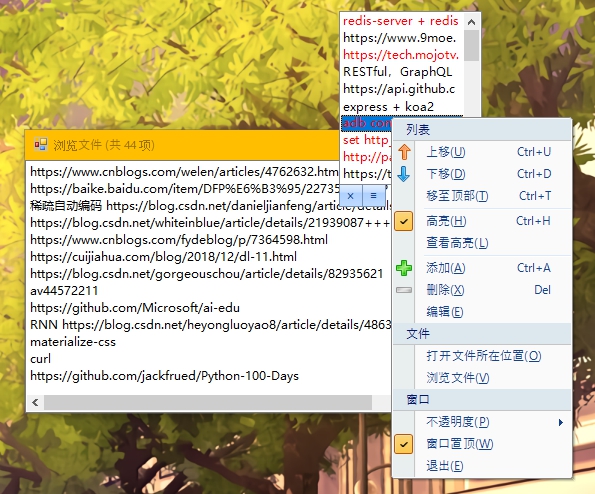 redis-server + redis
https://www.9moe.
https://tech.mojotv.
RESTful，GraphQL
https://api.github.c
express + koa2
adb con
set http_
http://pa
https://t
浏览文件 (共 44 项)
https://www.cnblogs.com/welen/articles/4762632.htm
https://baike.baidu.com/item/DFP%E6%B3%95/22735
稀疏自动编码 https://blog.csdn.net/danieljianfeng/article/details
https://blog.csdn.net/whiteinblue/article/details/21939087+++
https://www.cnblogs.com/fydeblog/p/7364598.html
https://cuijiahua.com/blog/2018/12/dl-11.html
https://blog.csdn.net/gorgeouschou/article/details/82935621
av44572211
https://github.com/Microsoft/ai-edu
RNN https://blog.csdn.net/heyongluoyao8/article/details/4863
materialize-css
curl
https://github.com/jackfrued/Python-100-Days
列表
上移(U) Ctrl+U
下移(D) Ctrl+D
移至顶部(T) Ctrl+T
高亮(H) Ctrl+H
查看高亮(L)
添加(A) Ctrl+A
删除(X) Del
编辑(E)
文件
打开文件所在位置(O)
浏览文件(V)
窗口
不透明度(P)
窗口置顶(W)
退出(E)